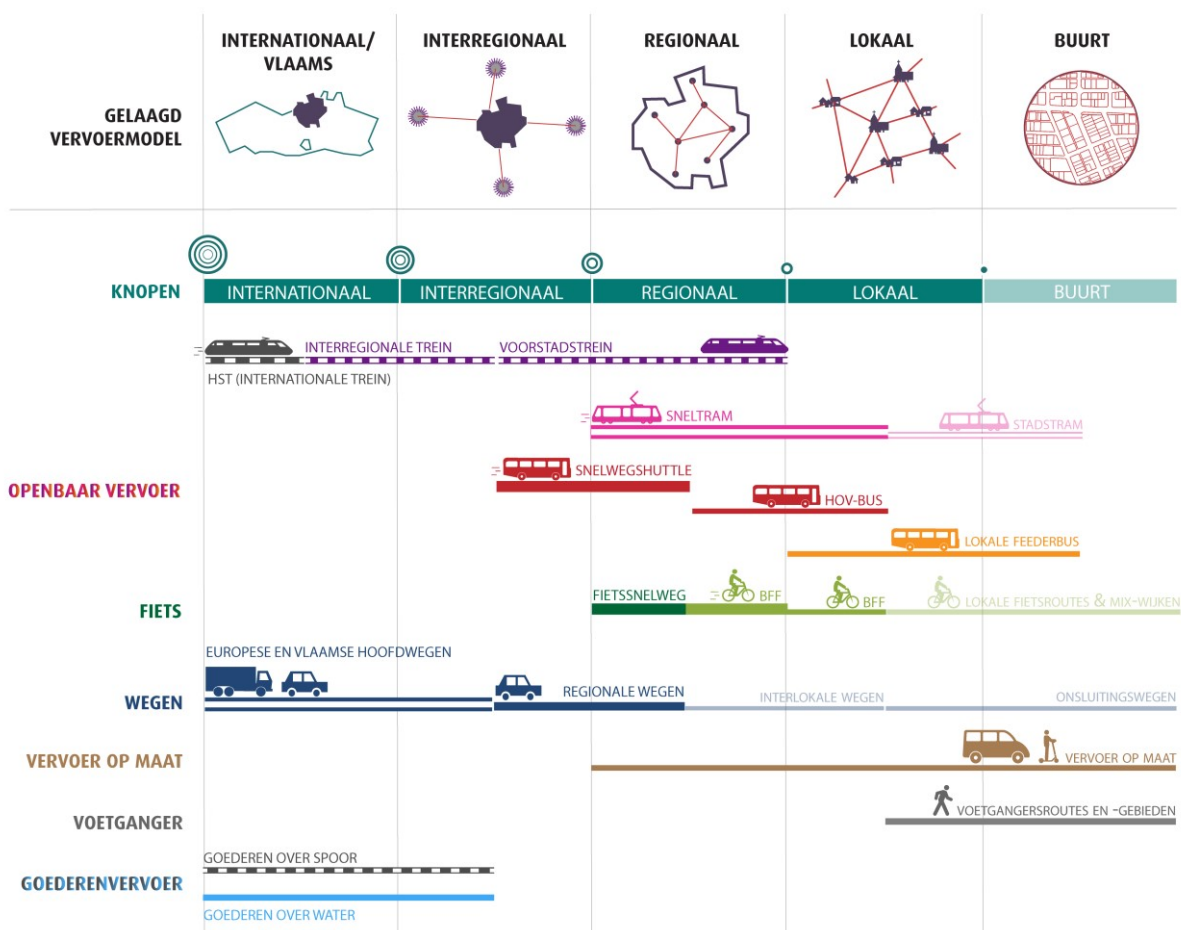 INTERNATIONAAL/
VLAAMS
INTERREGIONAAL
REGIONAAL
LOKAAL
BUURT
GELAAGD
VERVOERMODEL
KNOPEN
INTERNATIONAAL
INTERREGIONAAL
REGIONAAL
LOKAAL
BUURT
INTERREGIONALE TREIN
VOORSTADSTREIN
HST (INTERNATIONALE TREIN)
SNELTRAM
STADSTRAM
OPENBAAR VERVOER
SNELWEGSHUTTLE
HOV-BUS
LOKALE FEEDERBUS
FIETS
FIETSSNELWEG
BFF
BFF
LOKALE FIETSROUTES & MIX-WIJKEN
EUROPESE EN VLAAMSE HOOFDWEGEN
WEGEN
REGIONALE WEGEN
INTERLOKALE WEGEN
ONSLUITINGSWEGEN
VERVOER OP MAAT
VERVOER OP MAAT
VOETGANGER
VOETGANGERSROUTES EN -GEBIEDEN
GOEDERENVERVOER
GOEDEREN OVER SPOOR
GOEDEREN OVER WATER